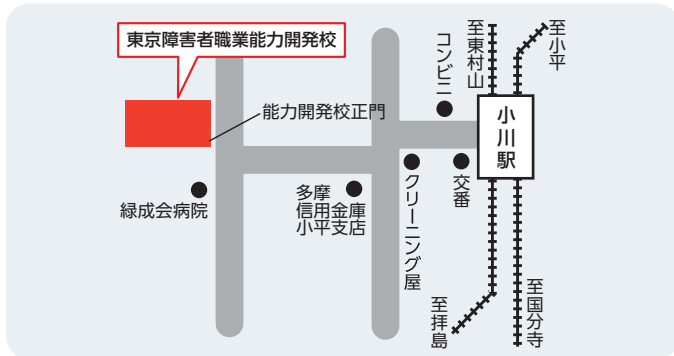 東京障害者職業能力開発校
能力開発校正門
緑成会病院
多摩
信用金庫
小平支店
クリーニング屋
コンビニ
交番
小川駅
至東村山
至小平
至拝島
至国分寺